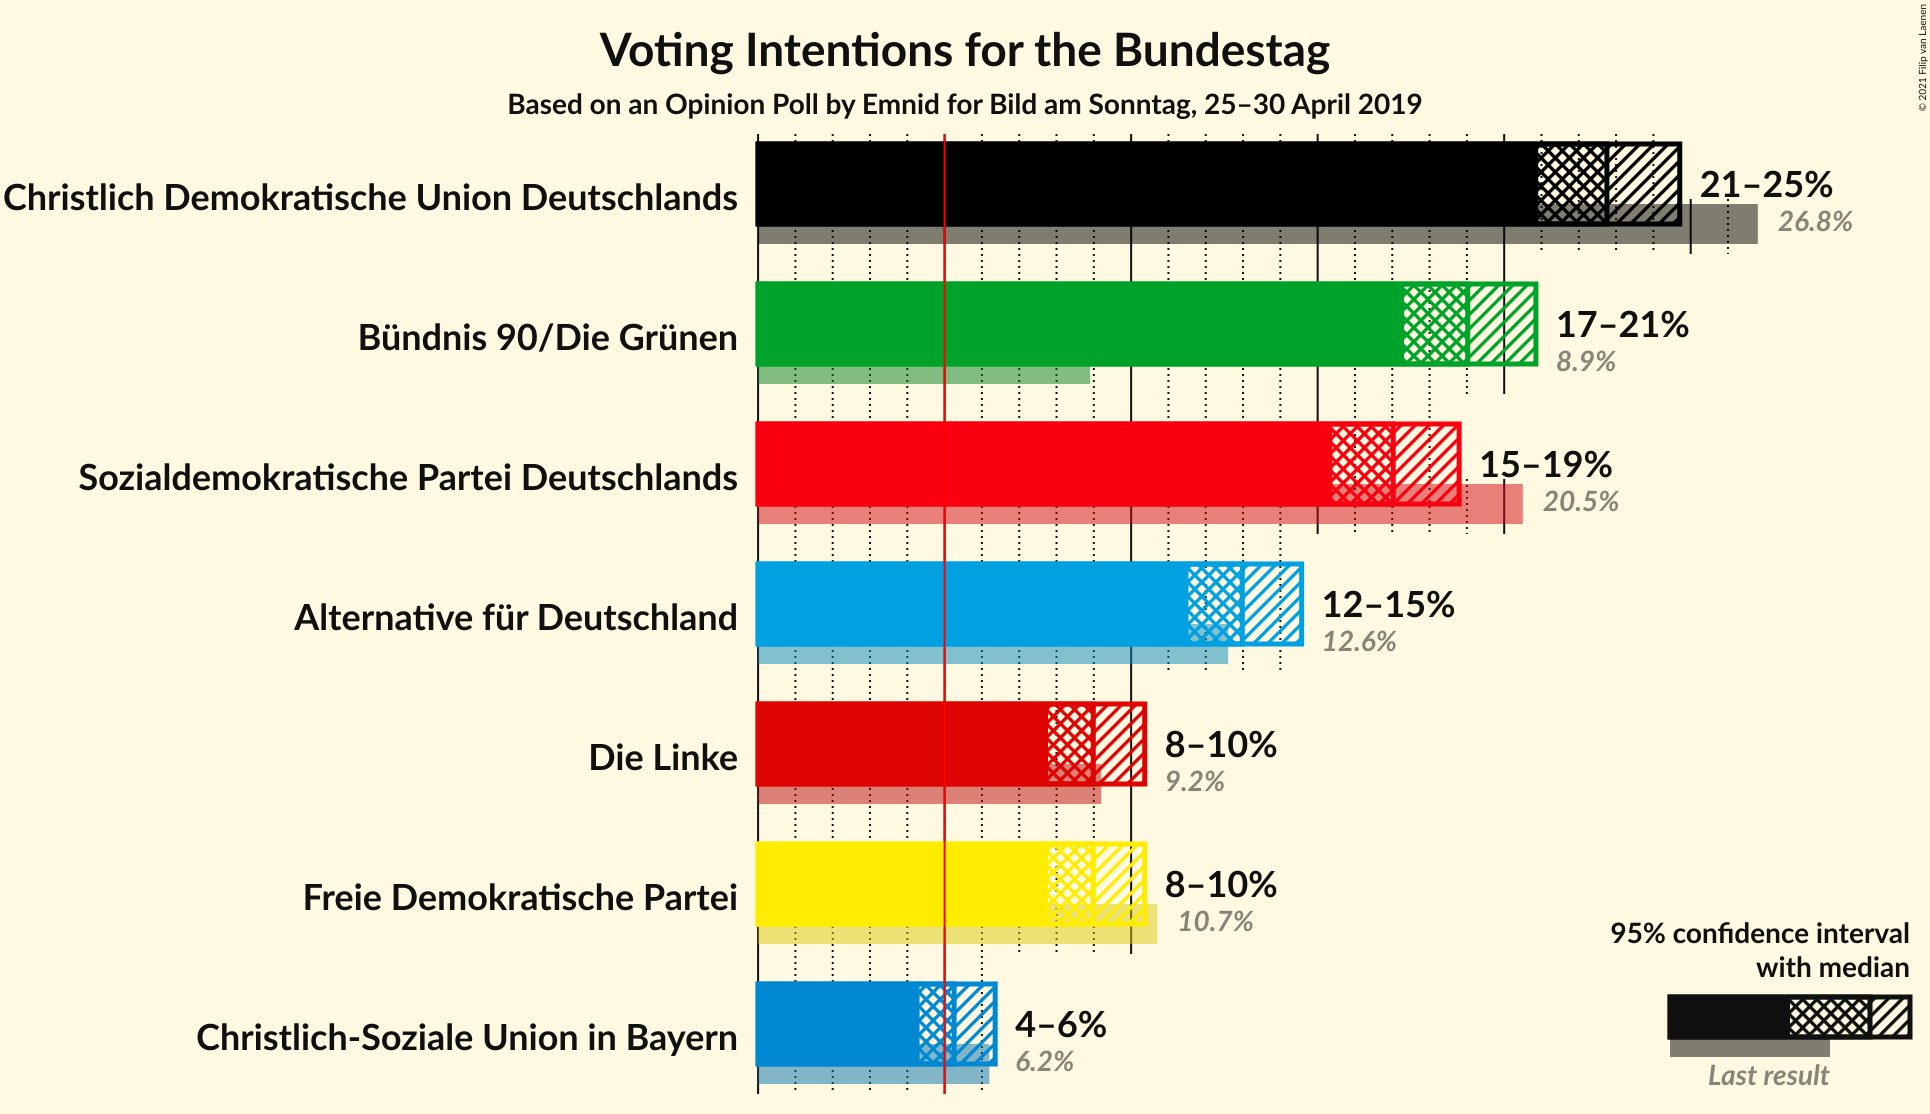 Voting Intentions for the Bundestag
Based on an Opinion Poll by Emnid for Bild am Sonntag, 25–30 April 2019
© 2021 Filip van Laenen
Christlich Demokratische Union Deutschlands
21–25%
26.8%
Bündnis 90/Die Grünen
17–21%
8.9%
Sozialdemokratische Partei Deutschlands
15–19%
20.5%
Alternative für Deutschland
12–15%
12.6%
Die Linke
8–10%
9.2%
Freie Demokratische Partei
8–10%
10.7%
Christlich-Soziale Union in Bayern
4–6%
6.2%
95% confidence interval
with median
Last result